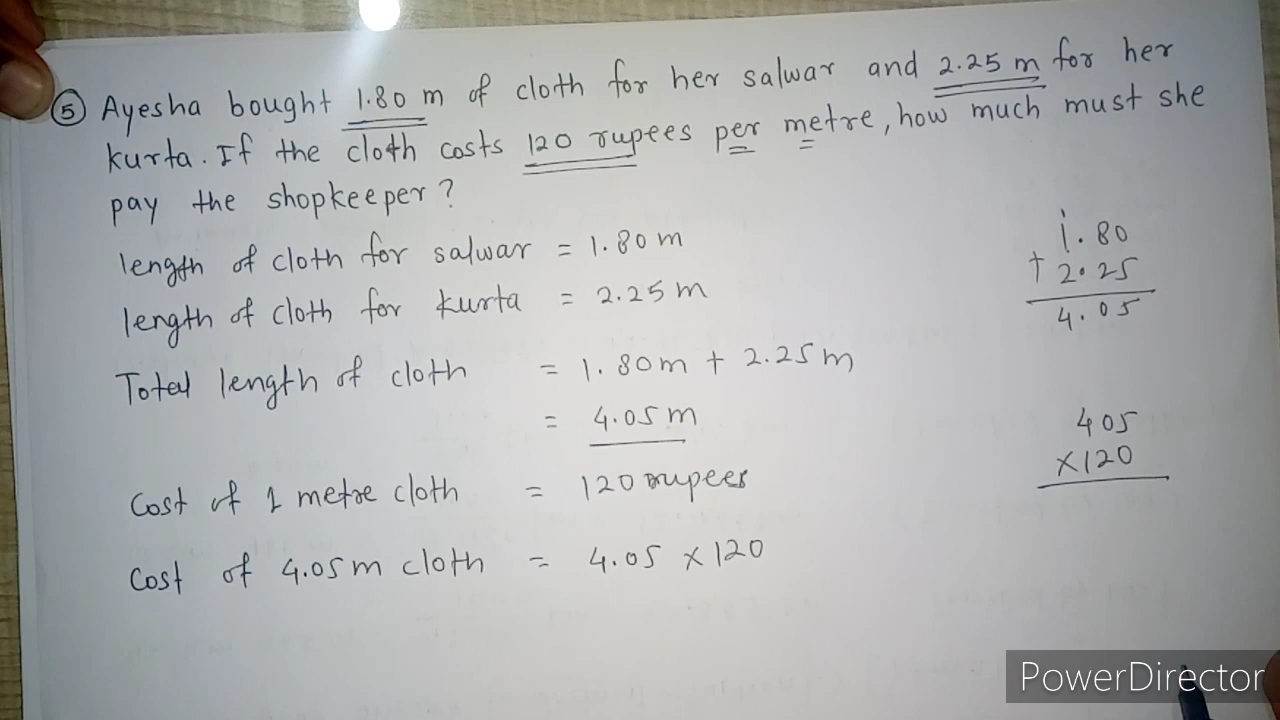 5 Ayesha bought 1.80 m of cloth for her salwar and 2.25 m for her
kurta. If the cloth costs 120 rupees per metre, how much must she
pay the shopkeeper?
length of cloth for salwar = 1.80 m
length of cloth for kurta = 2.25 m
Total length of cloth = 1.80m + 2.25m
= 4.05 m
Cost of 1 metre cloth = 120 rupees
Cost of 4.05m cloth = 4.05 × 120
1
1.80
+ 2.25
4.05
405
×120
PowerDirector